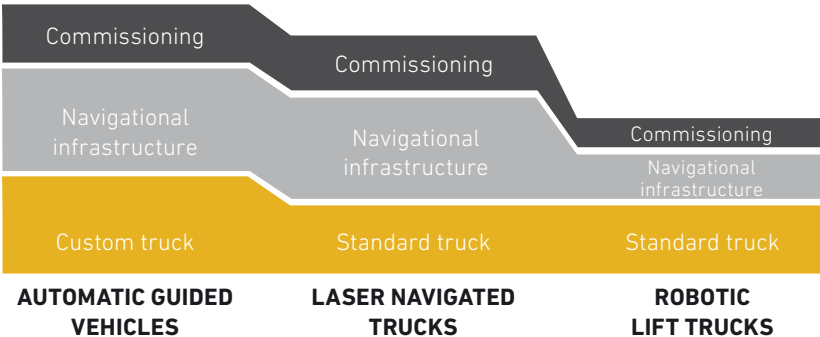 Commissioning
Commissioning
Commissioning
Navigational
infrastructure
Navigational
infrastructure
Navigational
infrastructure
Custom truck
Standard truck
Standard truck
AUTOMATIC GUIDED
VEHICLES
LASER NAVIGATED
TRUCKS
ROBOTIC
LIFT TRUCKS